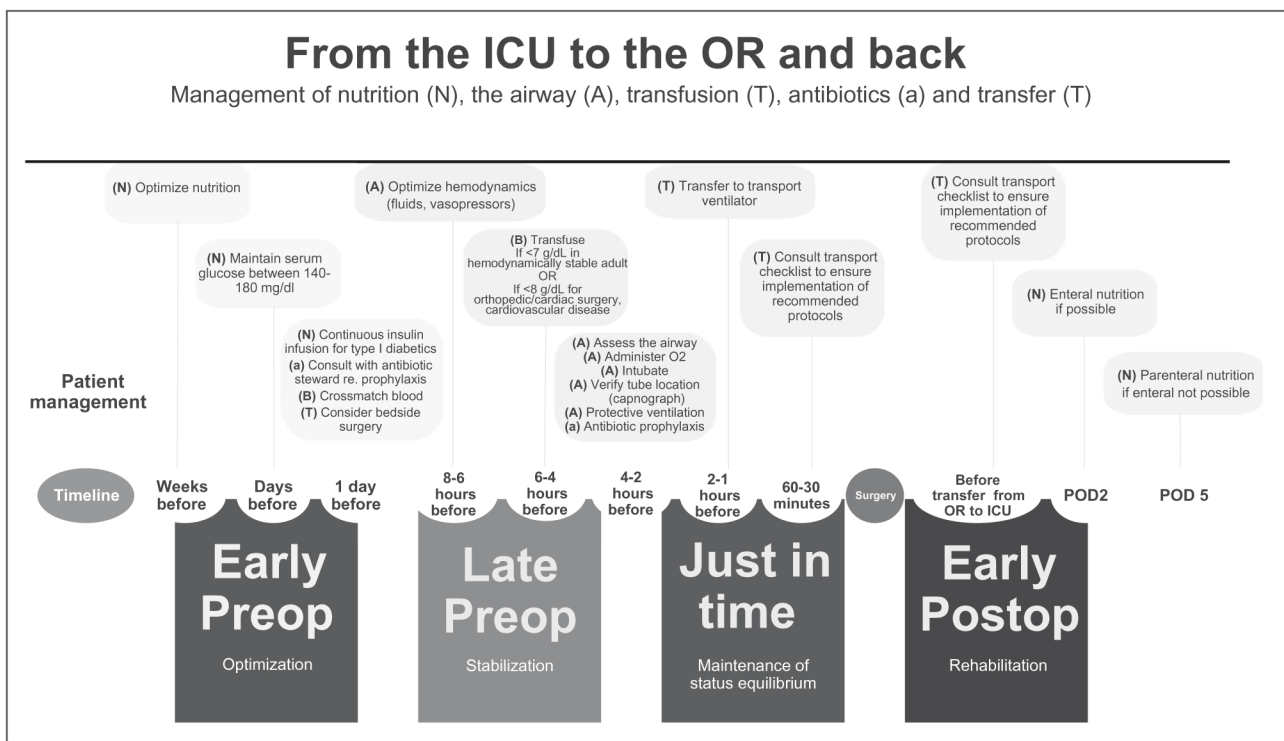 From the ICU to the OR and back
Management of nutrition (N), the airway (A), transfusion (T), antibiotics (a) and transfer (T)
(N) Optimize nutrition
(N) Maintain serum
glucose between 140-
180 mg/dl
(N) Continuous insulin
infusion for type I diabetics
(a) Consult with antibiotic
steward re. prophylaxis
(B) Crossmatch blood
(T) Consider bedside
surgery
(A) Optimize hemodynamics
(fluids, vasopressors)
(B) Transfuse
If <7 g/dL in
hemodynamically stable adult
OR
If <8 g/dL for
orthopedic/cardiac surgery,
cardiovascular disease
(A) Assess the airway
(A) Administer O2
(A) Intubate
(A) Verify tube location
(capnograph)
(A) Protective ventilation
(a) Antibiotic prophylaxis
(T) Transfer to transport
ventilator
(T) Consult transport
checklist to ensure
implementation of
recommended
protocols
(T) Consult transport
checklist to ensure
implementation of
recommended
protocols
(N) Enteral nutrition
if possible
(N) Parenteral nutrition
if enteral not possible
Patient
management
Timeline
Weeks
before
Days
before
1 day
before
8-6
hours
before
6-4
hours
before
4-2
hours
before
2-1
hours
before
60-30
minutes
Surgery
Before
transfer from
OR to ICU
POD2
POD 5
Early
Preop
Optimization
Late
Preop
Stabilization
Just in
time
Maintenance of
status equilibrium
Early
Postop
Rehabilitation